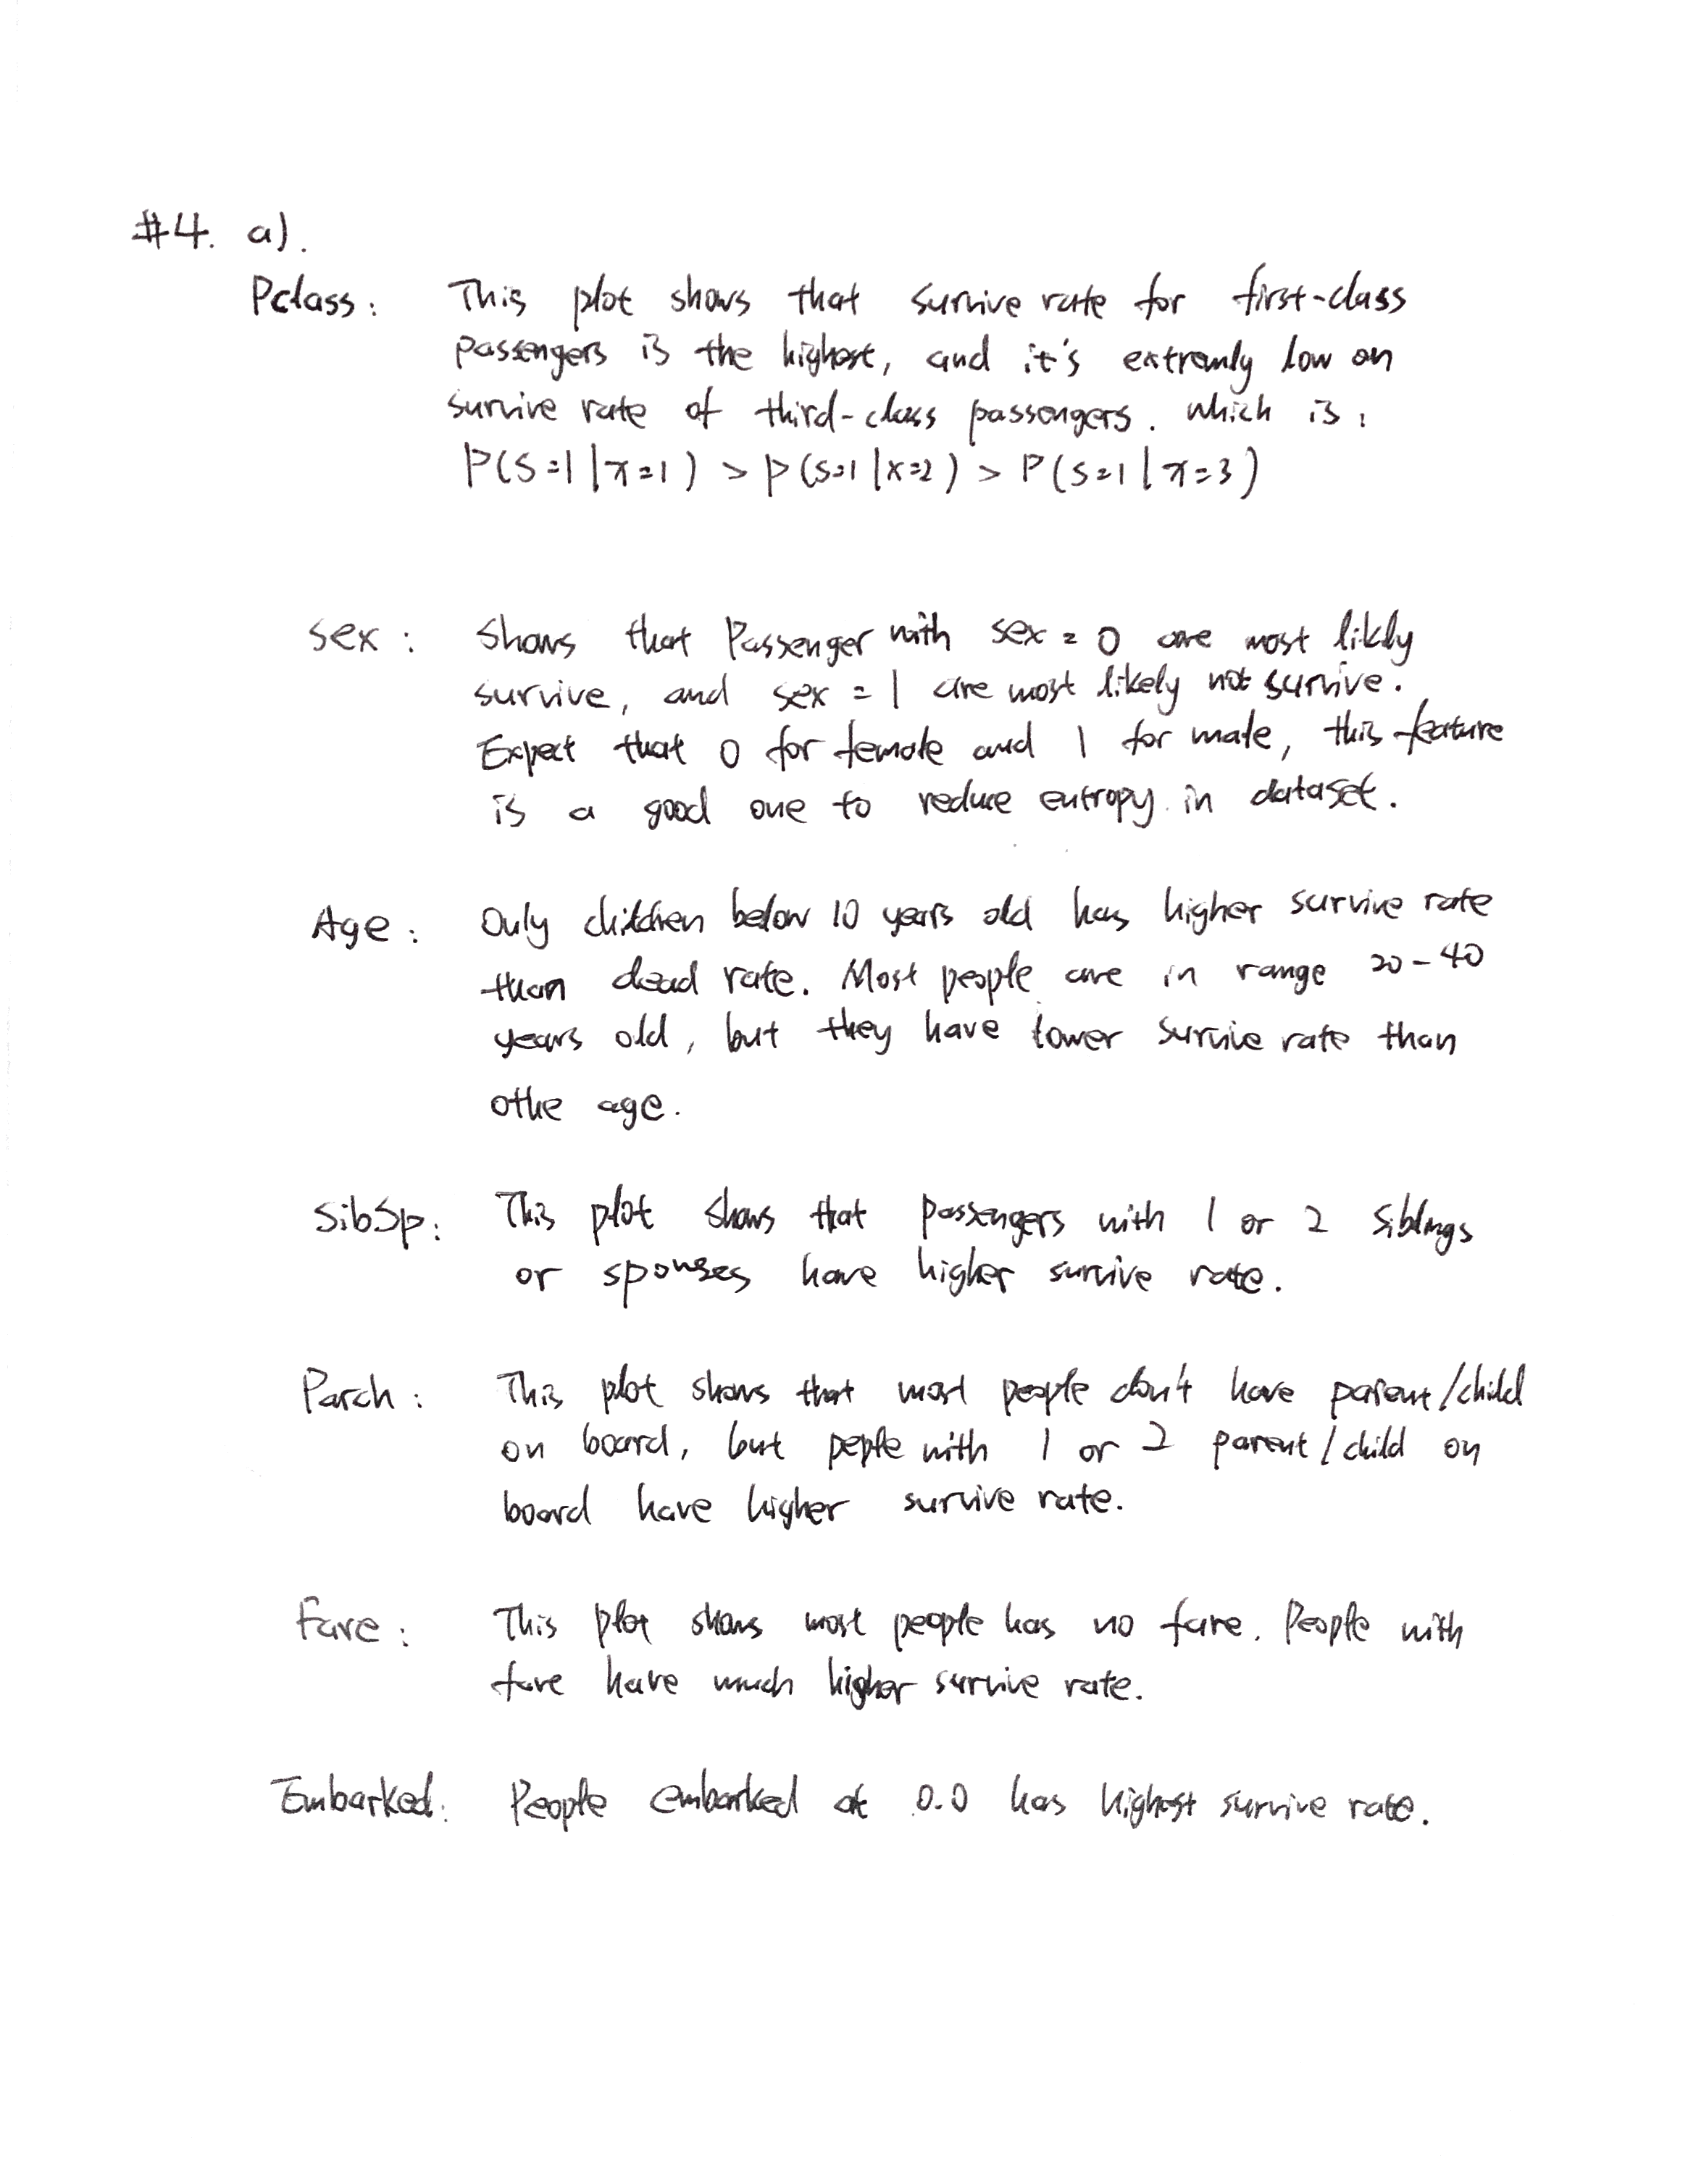 #4. a).
Pclass: This plot shows that survive rate for first-class
passengers is the highest, and it's extremly low on
survive rate of third-class passengers. which is:
P(S=1|x=1) > P(S=1|x=2) > P(S=1|x=3)
sex: shows that Passenger with sex = 0 are most likly
survive, and sex = 1 are most likely not survive.
Expect that 0 for female and 1 for male, this feature
is a good one to reduce entropy in dataset.
Age: Only children below 10 years old has higher survive rate
than dead rate. Most people are in range 20-40
years old, but they have lower survive rate than
othe age.
SibSp: This plot shows that passengers with 1 or 2 siblings
or spouses have higher survive rate.
Parch: This plot shows that most people don't have parent/child
on board, but peple with 1 or 2 parent/child on
board have higher survive rate.
Fare: This plot shows most people has no fare. People with
fare have much higher survive rate.
Embarked: People embarked at 0.0 has highest survive rate.